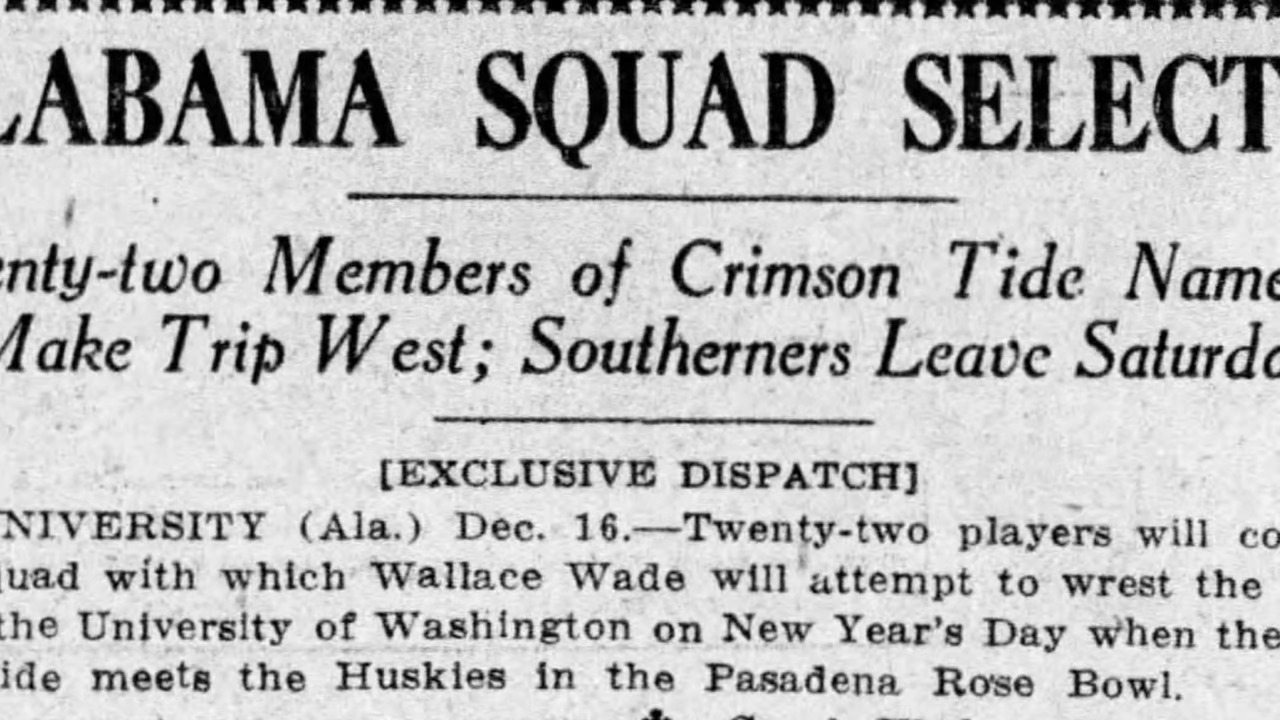 LABAMA SQUAD SELECT
enty-two Members of Crimson Tide Name
Make Trip West; Southerners Leave Saturda
[EXCLUSIVE DISPATCH]
NIVERSITY (Ala.) Dec. 16.—Twenty-two players will co
quad with which Wallace Wade will attempt to wrest the
the University of Washington on New Year's Day when the
ide meets the Huskies in the Pasadena Rose Bowl.